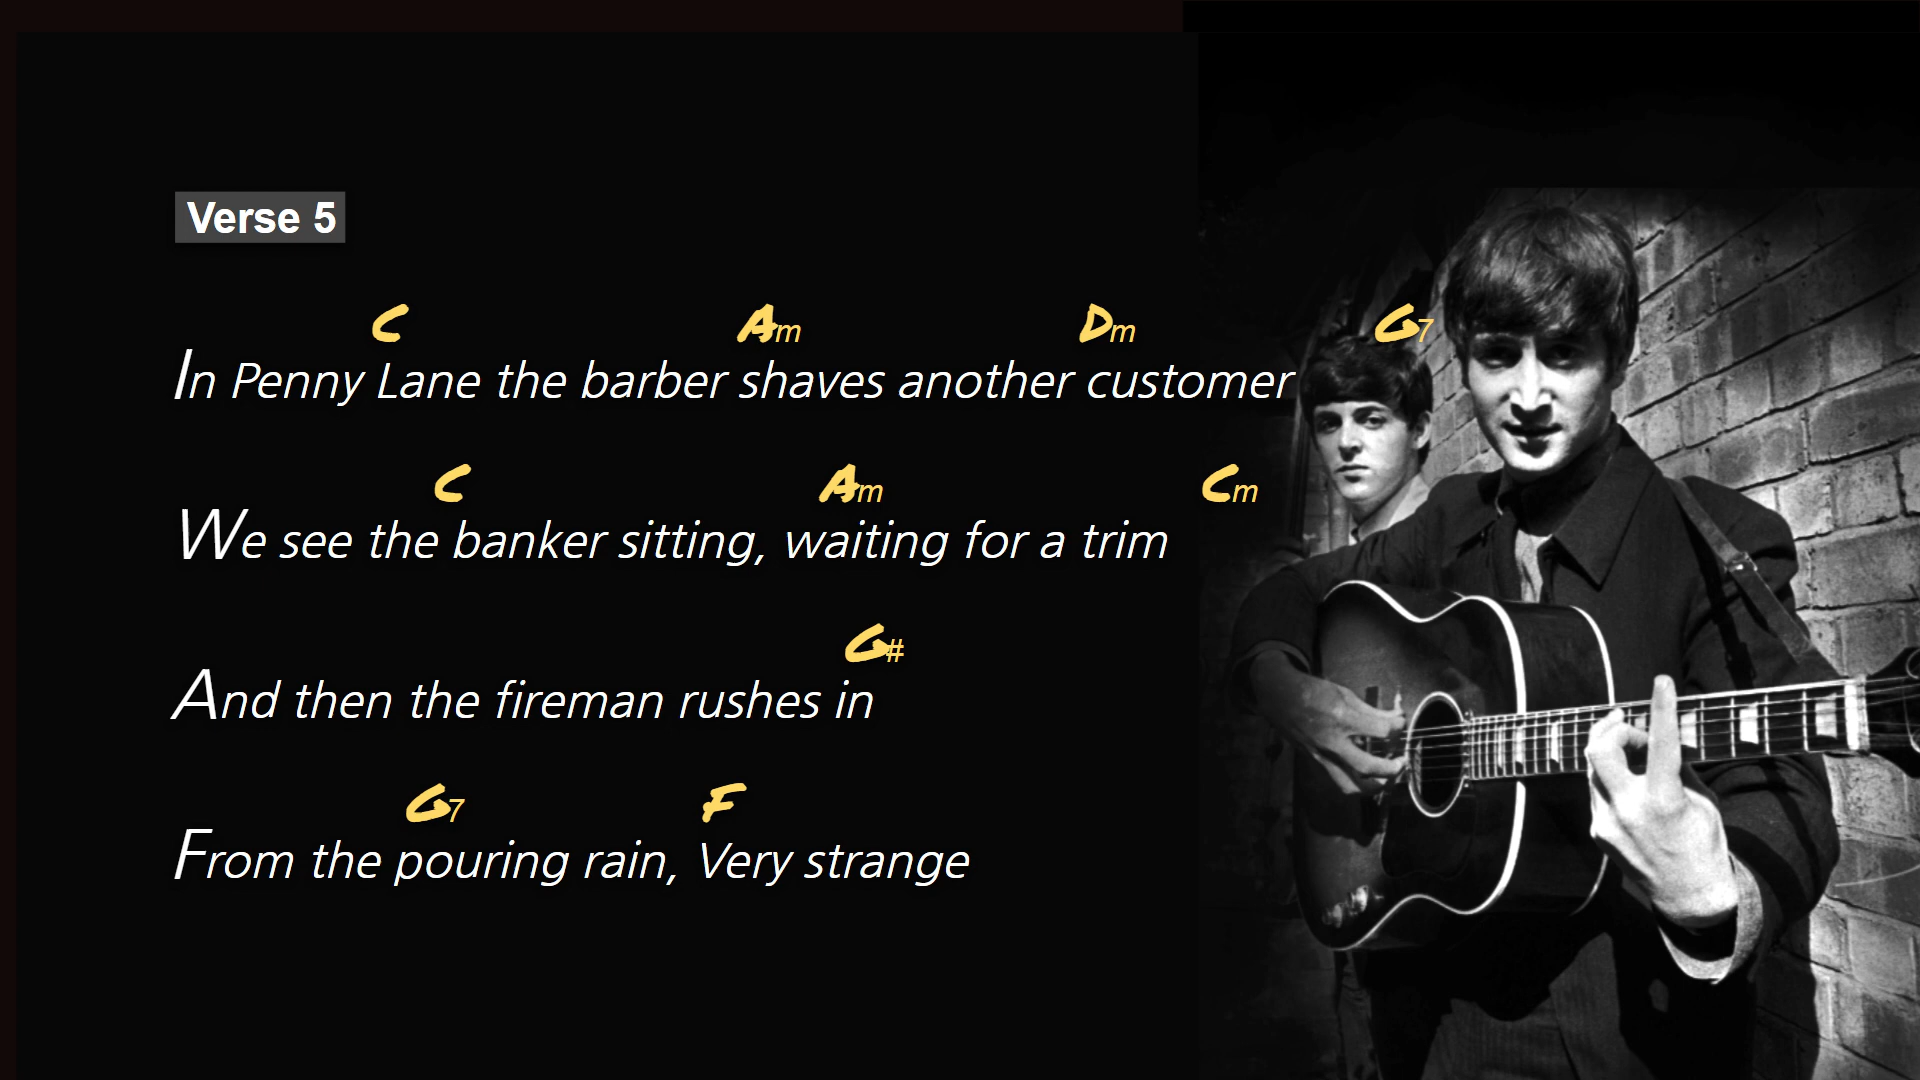 Verse 5
C Am Dm G7
In Penny Lane the barber shaves another customer
C Am Cm
We see the banker sitting, waiting for a trim
G#
And then the fireman rushes in
G7 F
From the pouring rain, Very strange